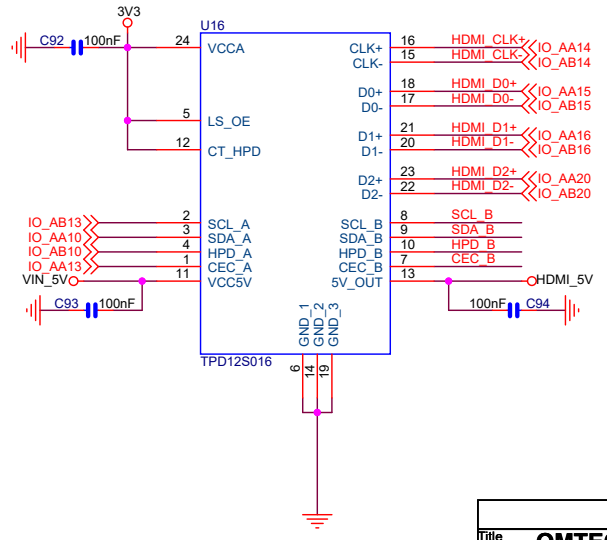 3V3
U16
C92 100nF
24 VCCA
5 LS_OE
12 CT_HPD
IO_AB13 2 SCL_A
IO_AA10 3 SDA_A
IO_AB10 4 HPD_A
IO_AA13 1 CEC_A
VIN_5V 11 VCC5V
C93 100nF
CLK+ 16 HDMI_CLK+ IO_AA14
CLK- 15 HDMI_CLK- IO_AB14
D0+ 18 HDMI_D0+ IO_AA15
D0- 17 HDMI_D0- IO_AB15
D1+ 21 HDMI_D1+ IO_AA16
D1- 20 HDMI_D1- IO_AB16
D2+ 23 HDMI_D2+ IO_AA20
D2- 22 HDMI_D2- IO_AB20
SCL_B 8 SCL_B
SDA_B 9 SDA_B
HPD_B 10 HPD_B
CEC_B 7 CEC_B
5V_OUT 13 HDMI_5V
100nF C94
GND_1 GND_2 GND_3
TPD12S016
6 14 19
Title